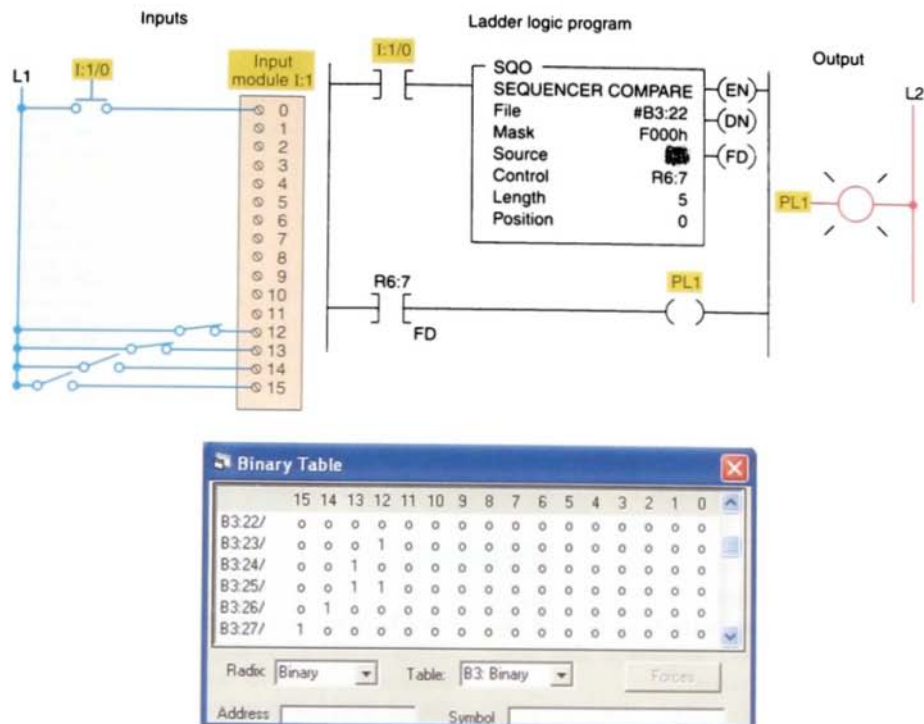 Inputs
Ladder logic program
Output
L1
I:1/0
Input
module I:1
0
1
2
3
4
5
6
7
8
9
10
11
12
13
14
15
I:1/0
SQO
SEQUENCER COMPARE
File #B3:22
Mask F000h
Source
Control R6:7
Length 5
Position 0
(EN)
(DN)
(FD)
R6:7
FD
PL1
PL1
L2
Binary Table
15 14 13 12 11 10 9 8 7 6 5 4 3 2 1 0
B3:22/ 0 0 0 0 0 0 0 0 0 0 0 0 0 0 0 0
B3:23/ 0 0 0 1 0 0 0 0 0 0 0 0 0 0 0 0
B3:24/ 0 0 1 0 0 0 0 0 0 0 0 0 0 0 0 0
B3:25/ 0 0 1 1 0 0 0 0 0 0 0 0 0 0 0 0
B3:26/ 0 1 0 0 0 0 0 0 0 0 0 0 0 0 0 0
B3:27/ 1 0 0 0 0 0 0 0 0 0 0 0 0 0 0 0
Radix: Binary Table: B3: Binary Forces
Address Symbol